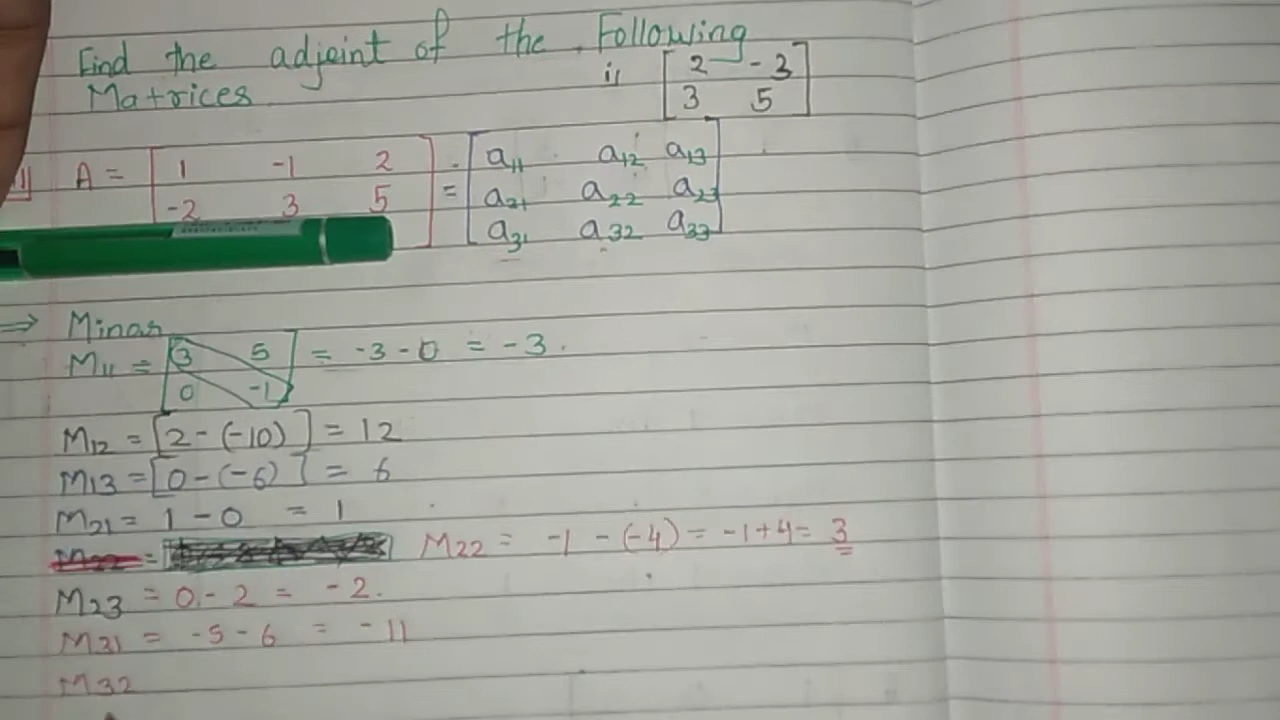 Find the adjoint of the Following
Matrices i) [ 2 -3
3 5 ]
1] A = [ 1 -1 2
-2 3 5 ] = [ a11 a12 a13
a21 a22 a23
a31 a32 a33 ]
⇒ Minar
M11 = [ 3 5
0 -1 ] = -3 - 0 = -3.
M12 = [2 - (-10)] = 12
M13 = [0 - (-6)] = 6
M21 = 1 - 0 = 1
M22 = -1 - (-4) = -1 + 4 = 3
M23 = 0 - 2 = -2.
M31 = -5 - 6 = -11
M32